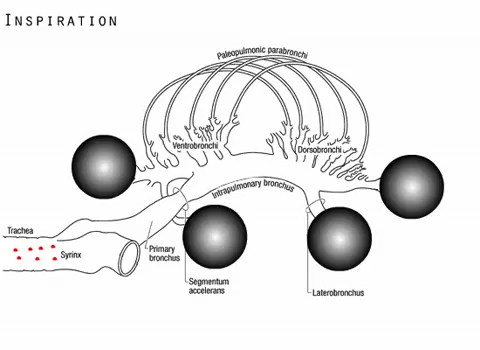 INSPIRATION
Paleopulmonic parabronchi
Ventrobronchi
Dorsobronchi
Intrapulmonary bronchus
Trachea
Syrinx
Primary
bronchus
Segmentum
accelerans
Laterobronchus